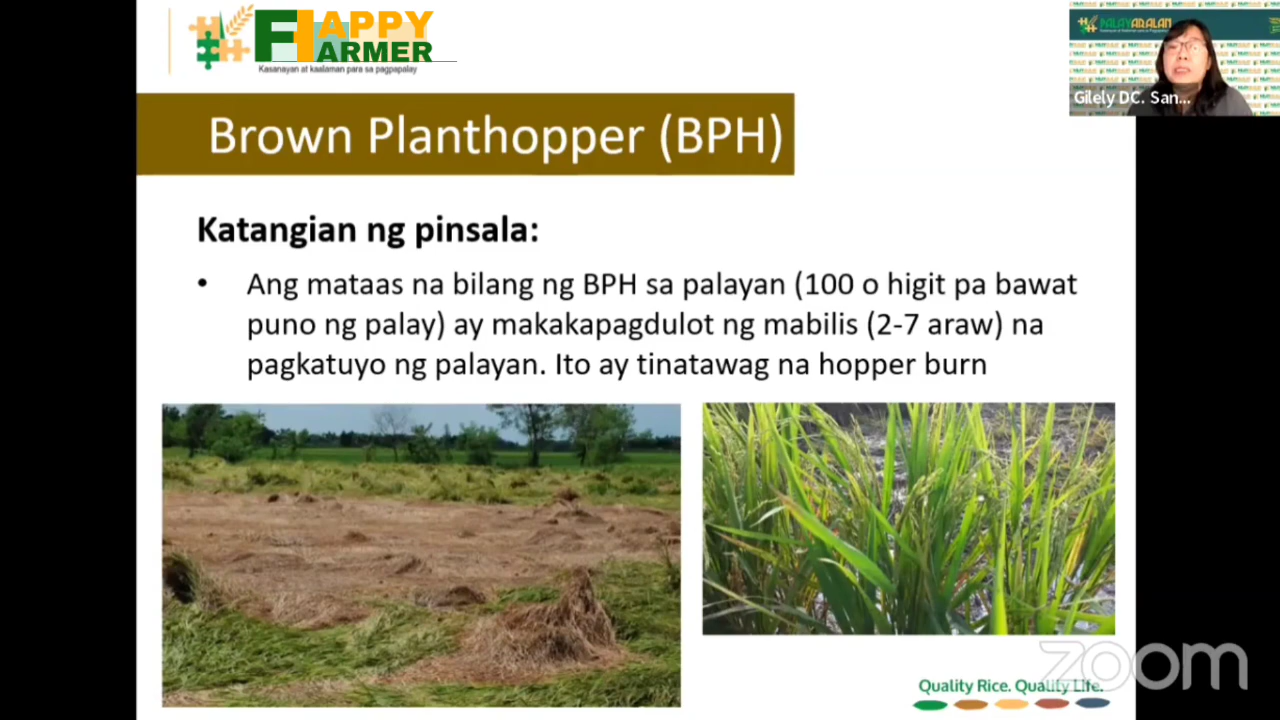 HAPPY
FARMER
Kasanayan at kaalaman para sa pagpapalay
PALAYARALAN
Gilely DC. San...
Brown Planthopper (BPH)
Katangian ng pinsala:
• Ang mataas na bilang ng BPH sa palayan (100 o higit pa bawat
puno ng palay) ay makakapagdulot ng mabilis (2-7 araw) na
pagkatuyo ng palayan. Ito ay tinatawag na hopper burn
zoom
Quality Rice. Quality Life.